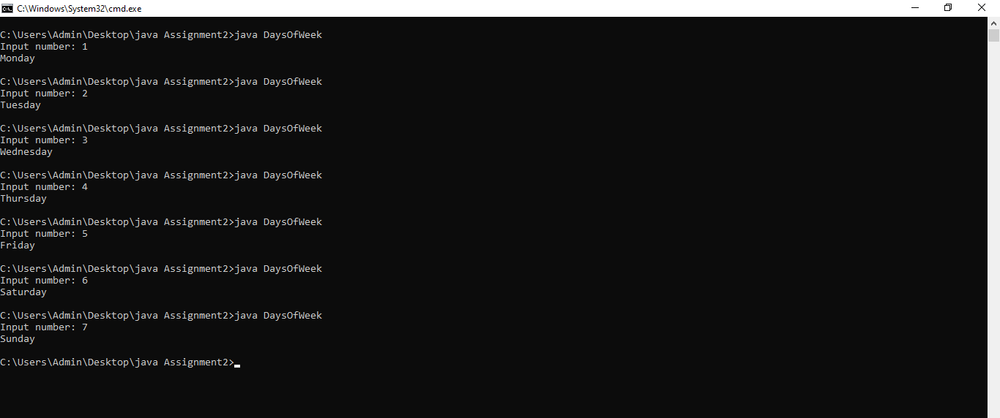 C:\Windows\System32\cmd.exe
C:\Users\Admin\Desktop\java Assignment2>java DaysOfWeek
Input number: 1
Monday
C:\Users\Admin\Desktop\java Assignment2>java DaysOfWeek
Input number: 2
Tuesday
C:\Users\Admin\Desktop\java Assignment2>java DaysOfWeek
Input number: 3
Wednesday
C:\Users\Admin\Desktop\java Assignment2>java DaysOfWeek
Input number: 4
Thursday
C:\Users\Admin\Desktop\java Assignment2>java DaysOfWeek
Input number: 5
Friday
C:\Users\Admin\Desktop\java Assignment2>java DaysOfWeek
Input number: 6
Saturday
C:\Users\Admin\Desktop\java Assignment2>java DaysOfWeek
Input number: 7
Sunday
C:\Users\Admin\Desktop\java Assignment2>